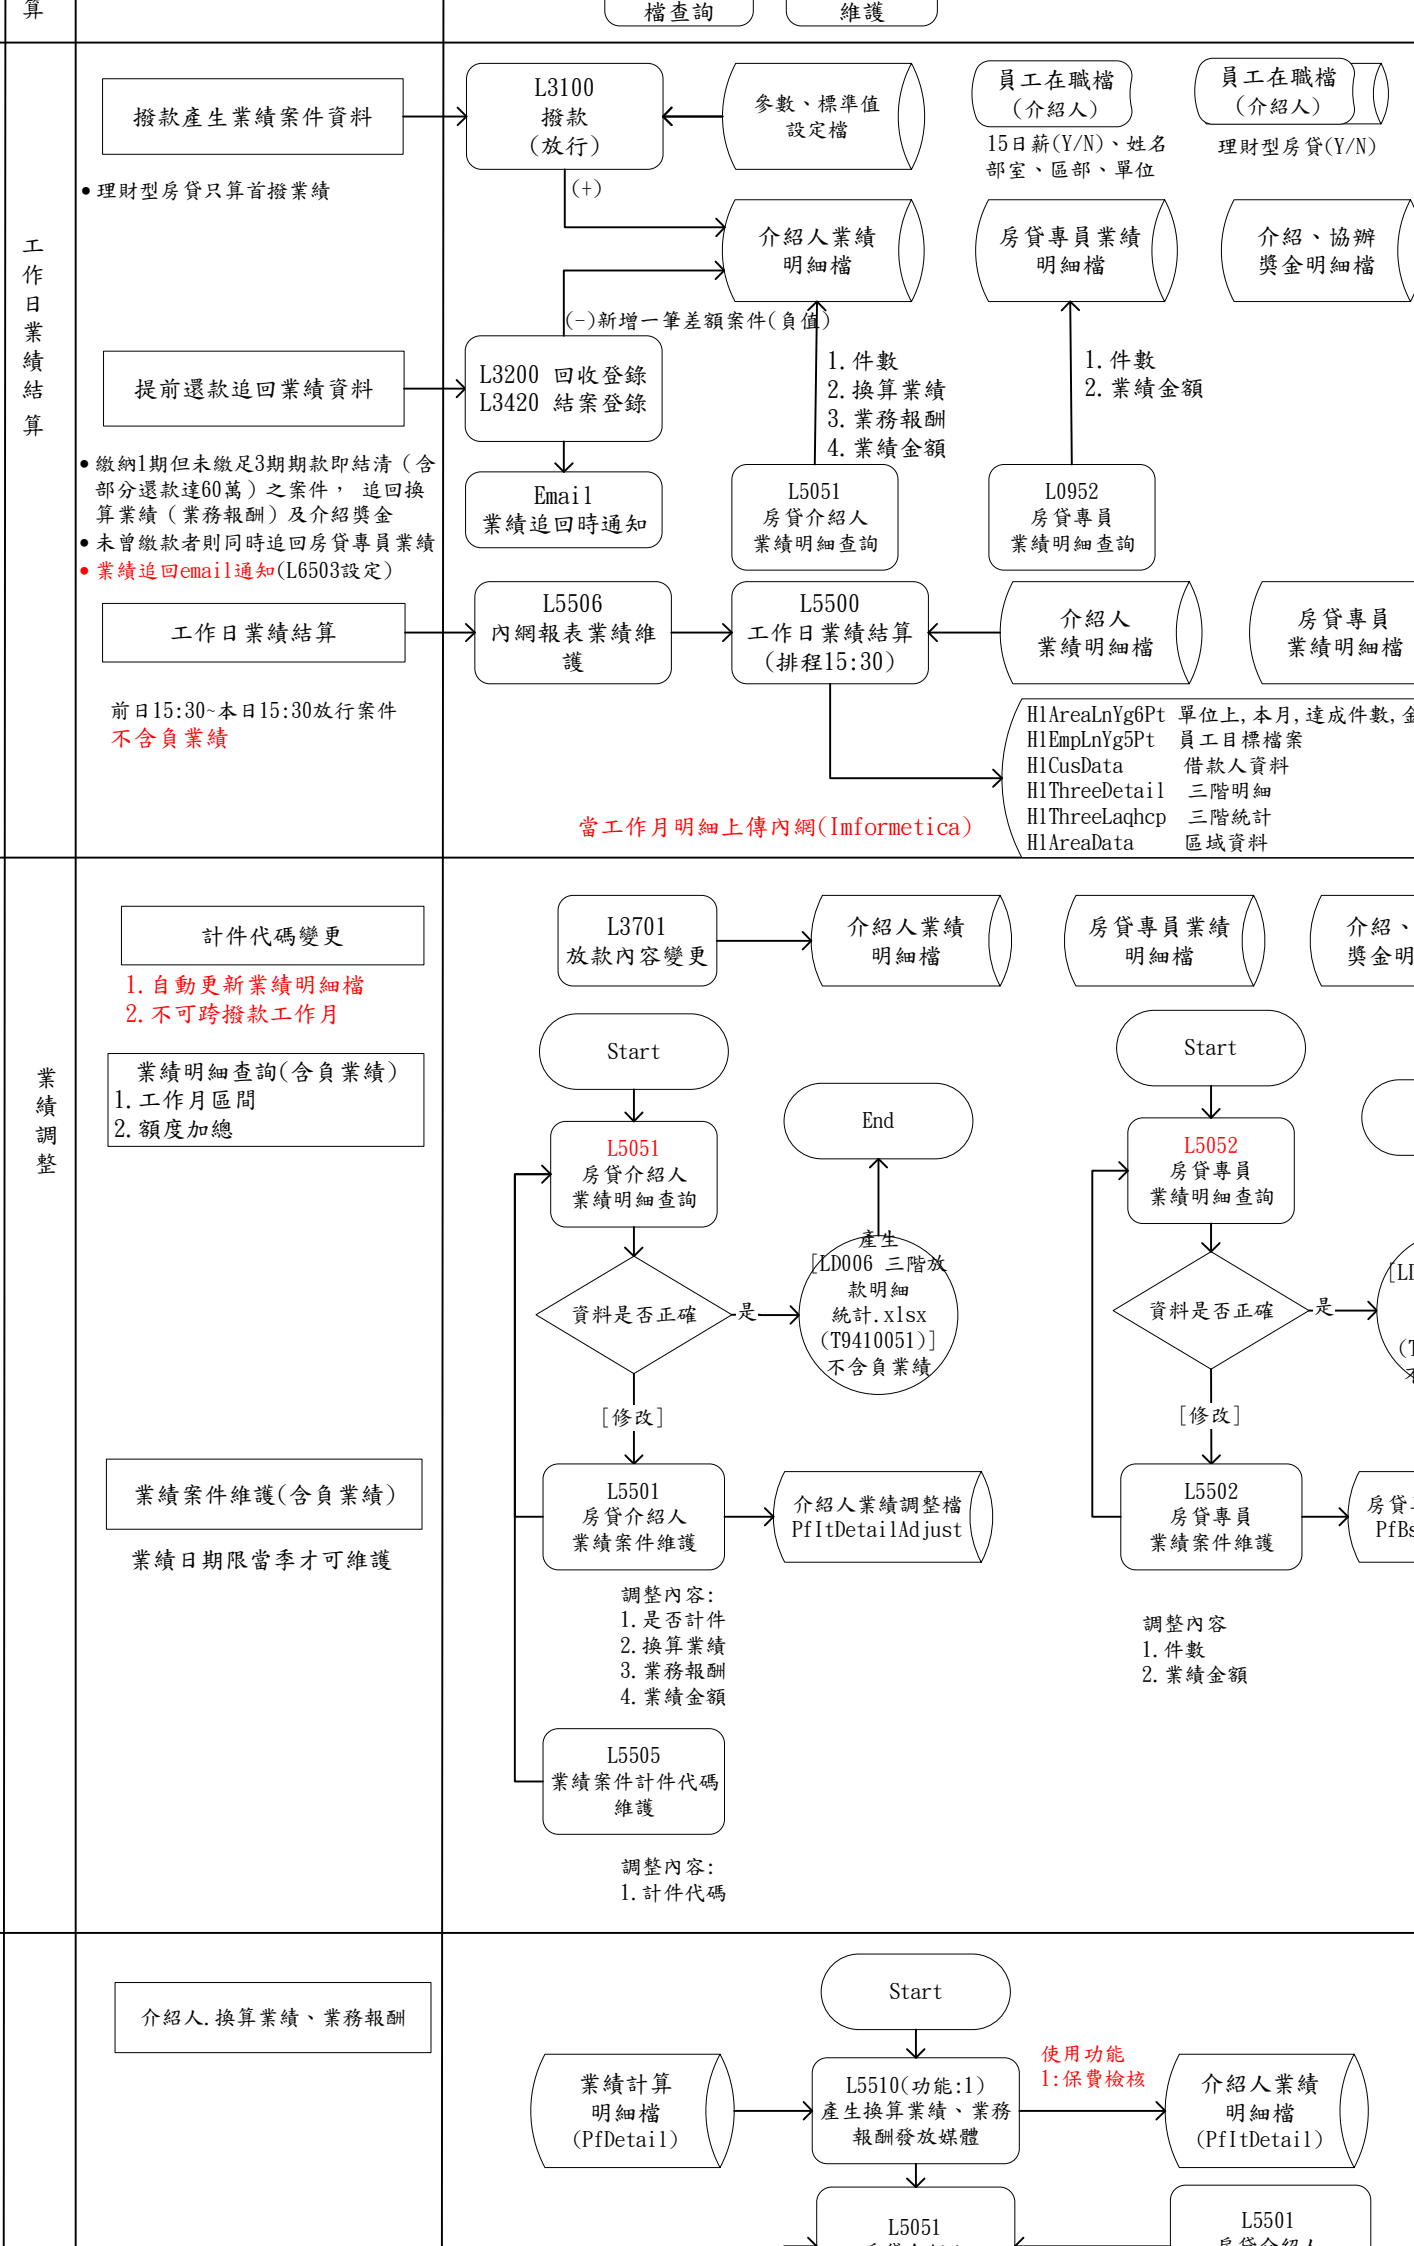 算
檔查詢
維護
工作日業績結算
撥款產生業績案件資料
L3100
撥款
(放行)
參數、標準值
設定檔
員工在職檔
(介紹人)
15日薪(Y/N)、姓名
部室、區部、單位
員工在職檔
(介紹人)
理財型房貸(Y/N)
•理財型房貸只算首撥業績
(+)
介紹人業績
明細檔
房貸專員業績
明細檔
介紹、協辦
獎金明細檔
(-)新增一筆差額案件(負值)
提前還款追回業績資料
L3200 回收登錄
L3420 結案登錄
1.件數
2.換算業績
3.業務報酬
4.業績金額
1.件數
2.業績金額
•繳納1期但未繳足3期期款即結清（含
部分還款達60萬）之案件， 追回換
算業績（業務報酬）及介紹獎金
•未曾繳款者則同時追回房貸專員業績
•業績追回email通知(L6503設定)
Email
業績追回時通知
L5051
房貸介紹人
業績明細查詢
L0952
房貸專員
業績明細查詢
工作日業績結算
L5506
內網報表業績維
護
L5500
工作日業績結算
(排程15:30)
介紹人
業績明細檔
房貸專員
業績明細檔
前日15:30~本日15:30放行案件
不含負業績
HlAreaLnYg6Pt 單位上,本月,達成件數,金
HlEmpLnYg5Pt 員工目標檔案
HlCusData 借款人資料
HlThreeDetail 三階明細
HlThreeLaqhcp 三階統計
HlAreaData 區域資料
當工作月明細上傳內網(Imformetica)
業績調整
計件代碼變更
1.自動更新業績明細檔
2.不可跨撥款工作月
L3701
放款內容變更
介紹人業績
明細檔
房貸專員業績
明細檔
介紹、
獎金明
業績明細查詢(含負業績)
1.工作月區間
2.額度加總
Start
L5051
房貸介紹人
業績明細查詢
End
產生
[LD006 三階放
款明細
統計.xlsx
(T9410051)]
不含負業績
資料是否正確
是
[修改]
Start
L5052
房貸專員
業績明細查詢
資料是否正確
是
[修改]
[LD
(T
業績案件維護(含負業績)
業績日期限當季才可維護
L5501
房貸介紹人
業績案件維護
介紹人業績調整檔
PfItDetailAdjust
L5502
房貸專員
業績案件維護
房貸
PfBs
調整內容:
1.是否計件
2.換算業績
3.業務報酬
4.業績金額
調整內容
1.件數
2.業績金額
L5505
業績案件計件代碼
維護
調整內容:
1.計件代碼
介紹人.換算業績、業務報酬
Start
業績計算
明細檔
(PfDetail)
L5510(功能:1)
產生換算業績、業務
報酬發放媒體
使用功能
1:保費檢核
介紹人業績
明細檔
(PfItDetail)
L5051
L5501
房貸介紹人